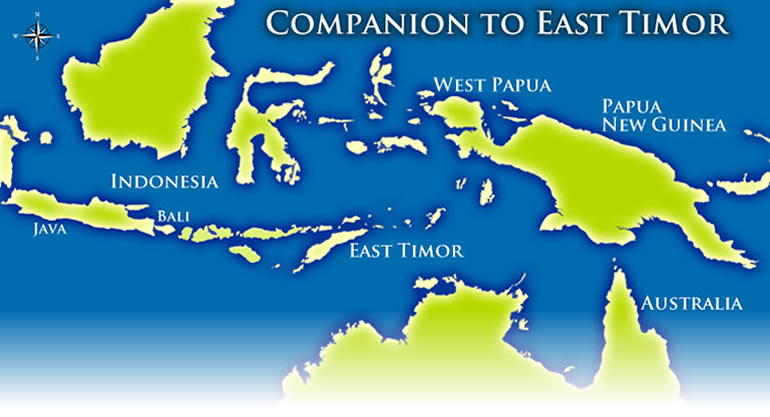 COMPANION TO EAST TIMOR
N
W E
S
WEST PAPUA
PAPUA
NEW GUINEA
INDONESIA
BALI
JAVA
EAST TIMOR
AUSTRALIA